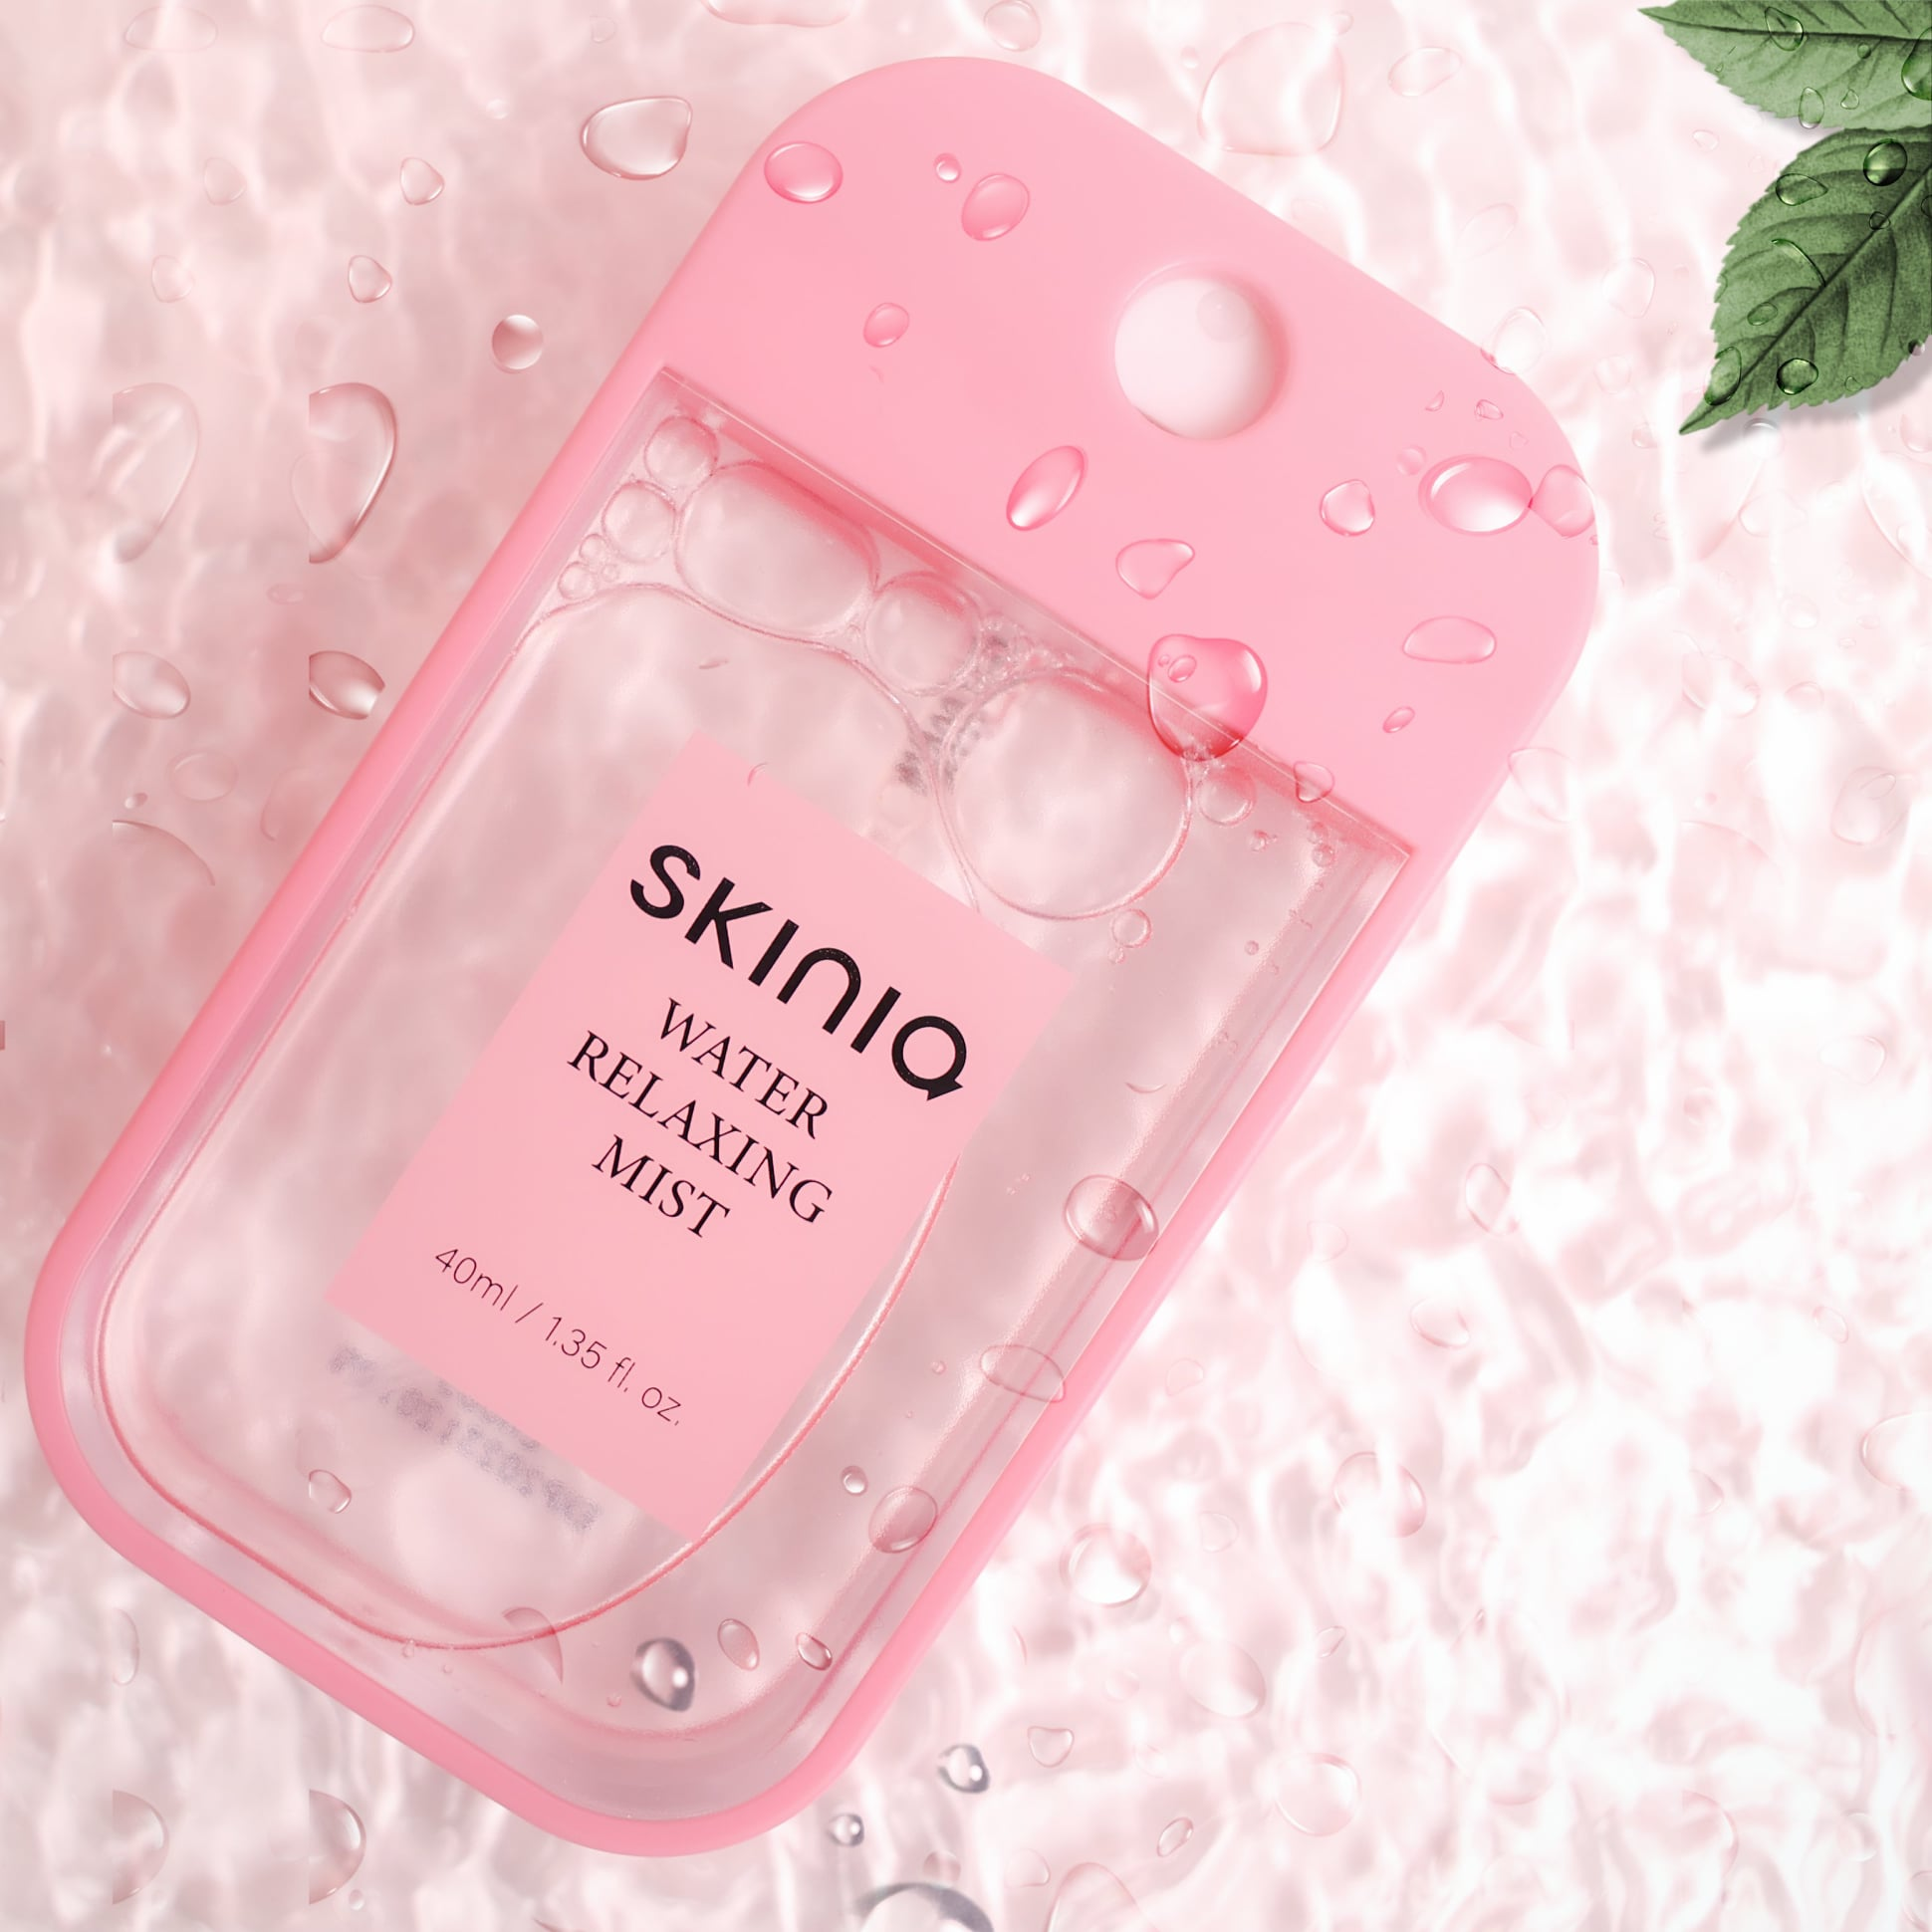 SKINIQ
WATER
RELAXING
MIST
40ml / 1.35 fl. oz.